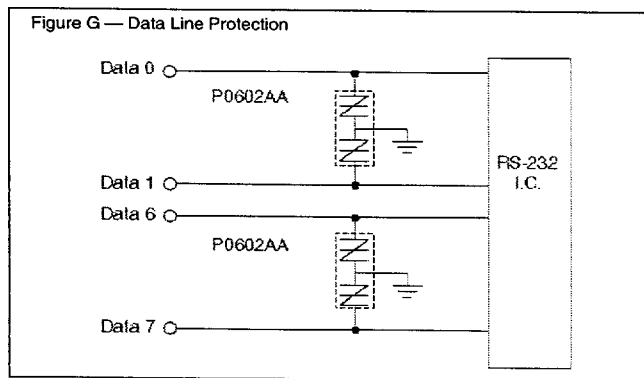 Figure G — Data Line Protection
Data 0
P0602AA
RS-232
I.C.
Data 1
Data 6
P0602AA
Data 7